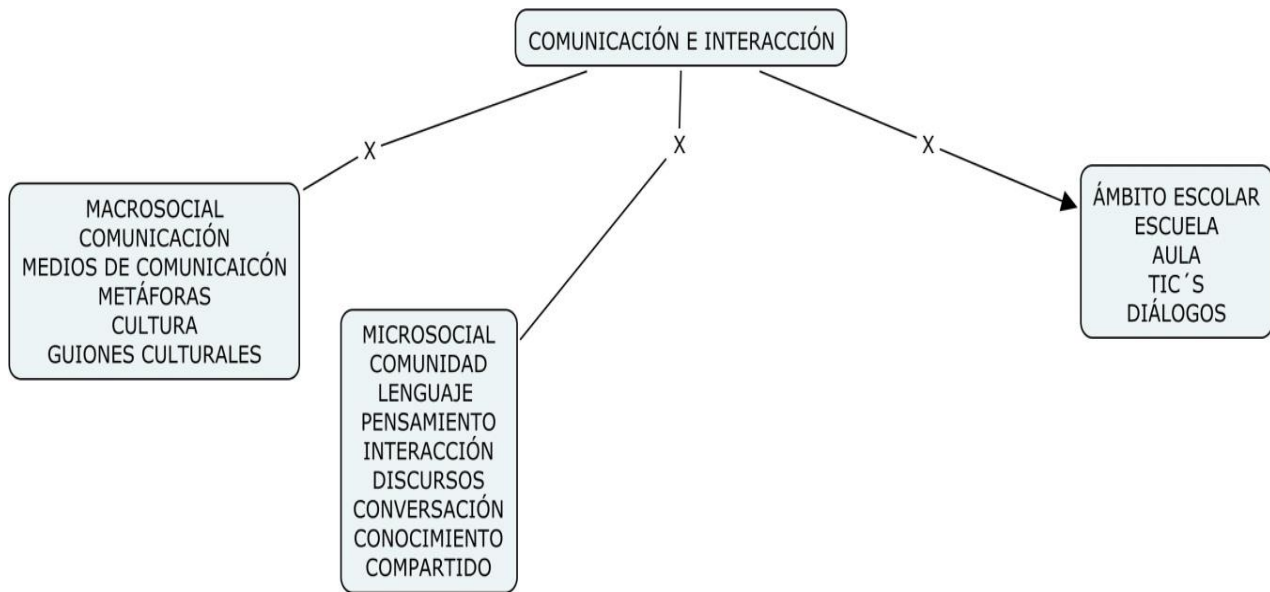 COMUNICACIÓN E INTERACCIÓN
X
X
X
MACROSOCIAL
COMUNICACIÓN
MEDIOS DE COMUNICAICÓN
METÁFORAS
CULTURA
GUIONES CULTURALES
MICROSOCIAL
COMUNIDAD
LENGUAJE
PENSAMIENTO
INTERACCIÓN
DISCURSOS
CONVERSACIÓN
CONOCIMIENTO
COMPARTIDO
ÁMBITO ESCOLAR
ESCUELA
AULA
TIC´S
DIÁLOGOS